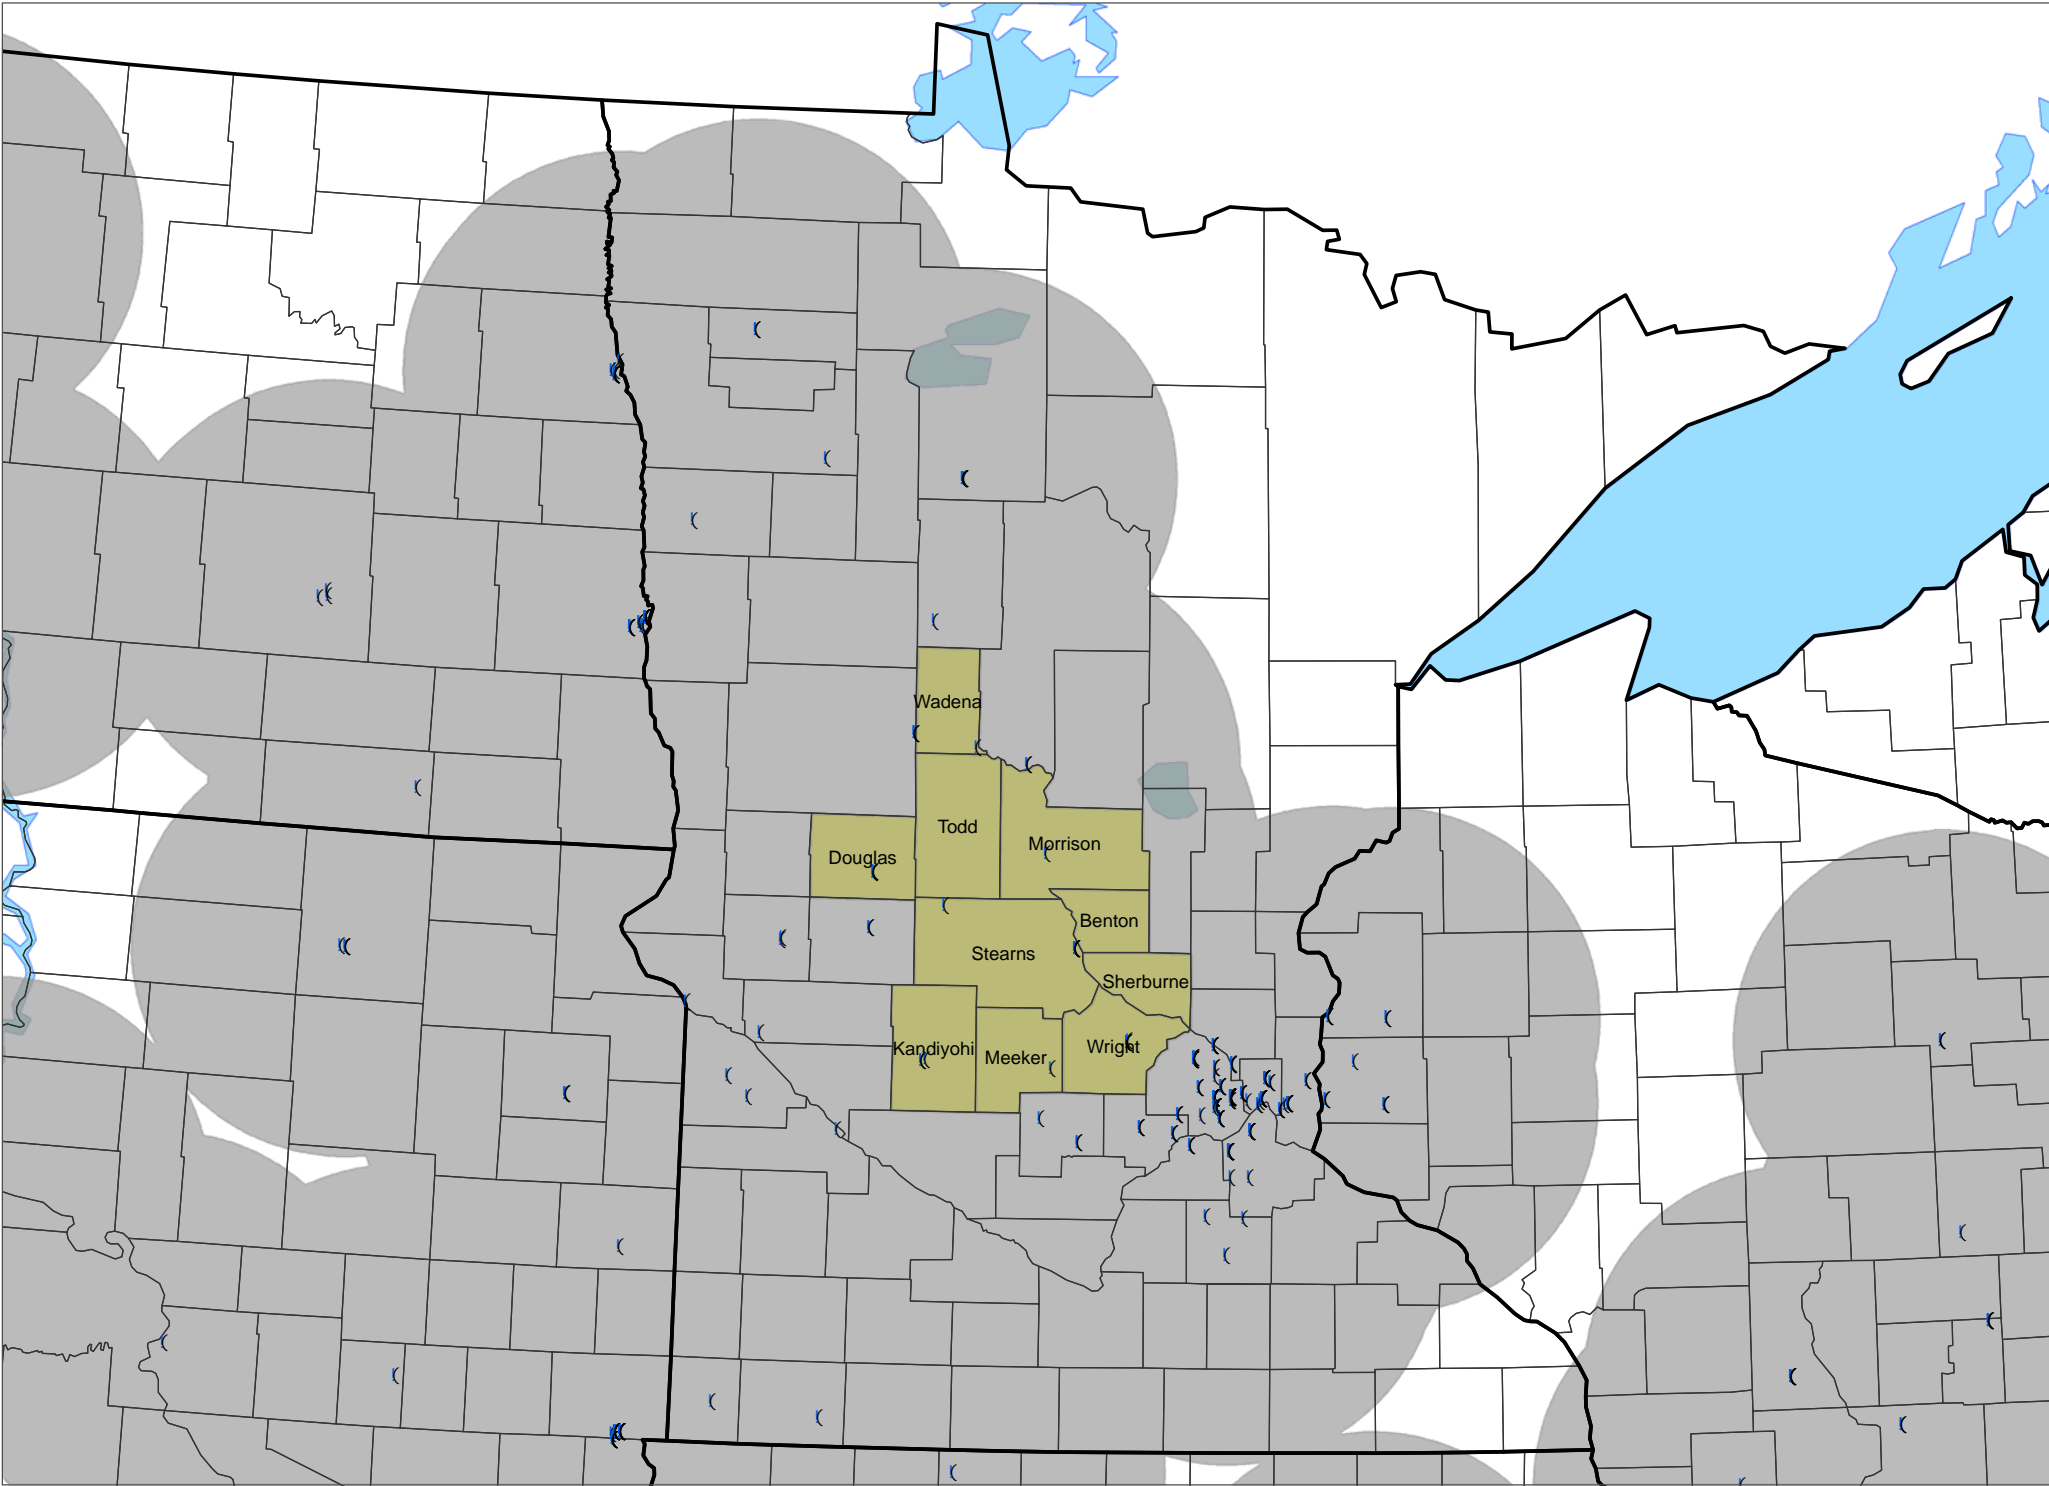 Wadena
Todd
Morrison
Douglas
Benton
Stearns
Sherburne
Kandiyohi
Meeker
Wright